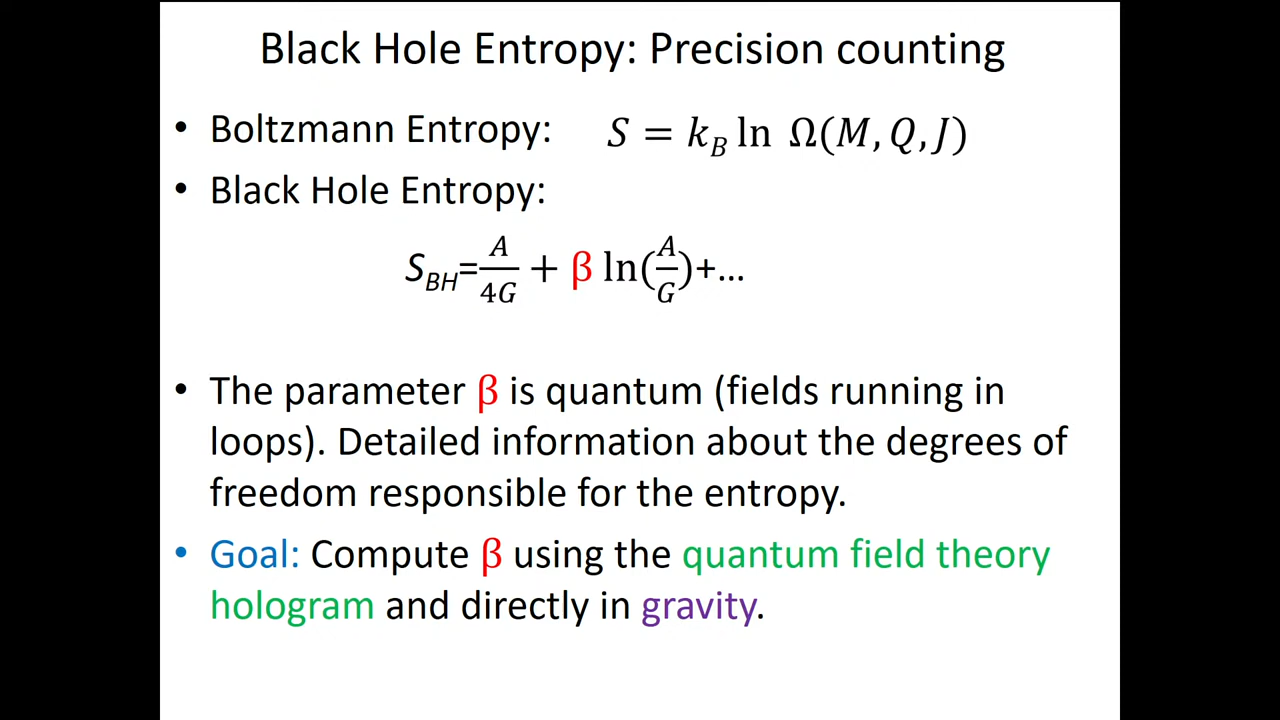 Black Hole Entropy: Precision counting
• Boltzmann Entropy: S = k_B ln Ω(M, Q, J)
• Black Hole Entropy:
S_BH=A/4G + β ln(A/G)+...
• The parameter β is quantum (fields running in
loops). Detailed information about the degrees of
freedom responsible for the entropy.
• Goal: Compute β using the quantum field theory
hologram and directly in gravity.